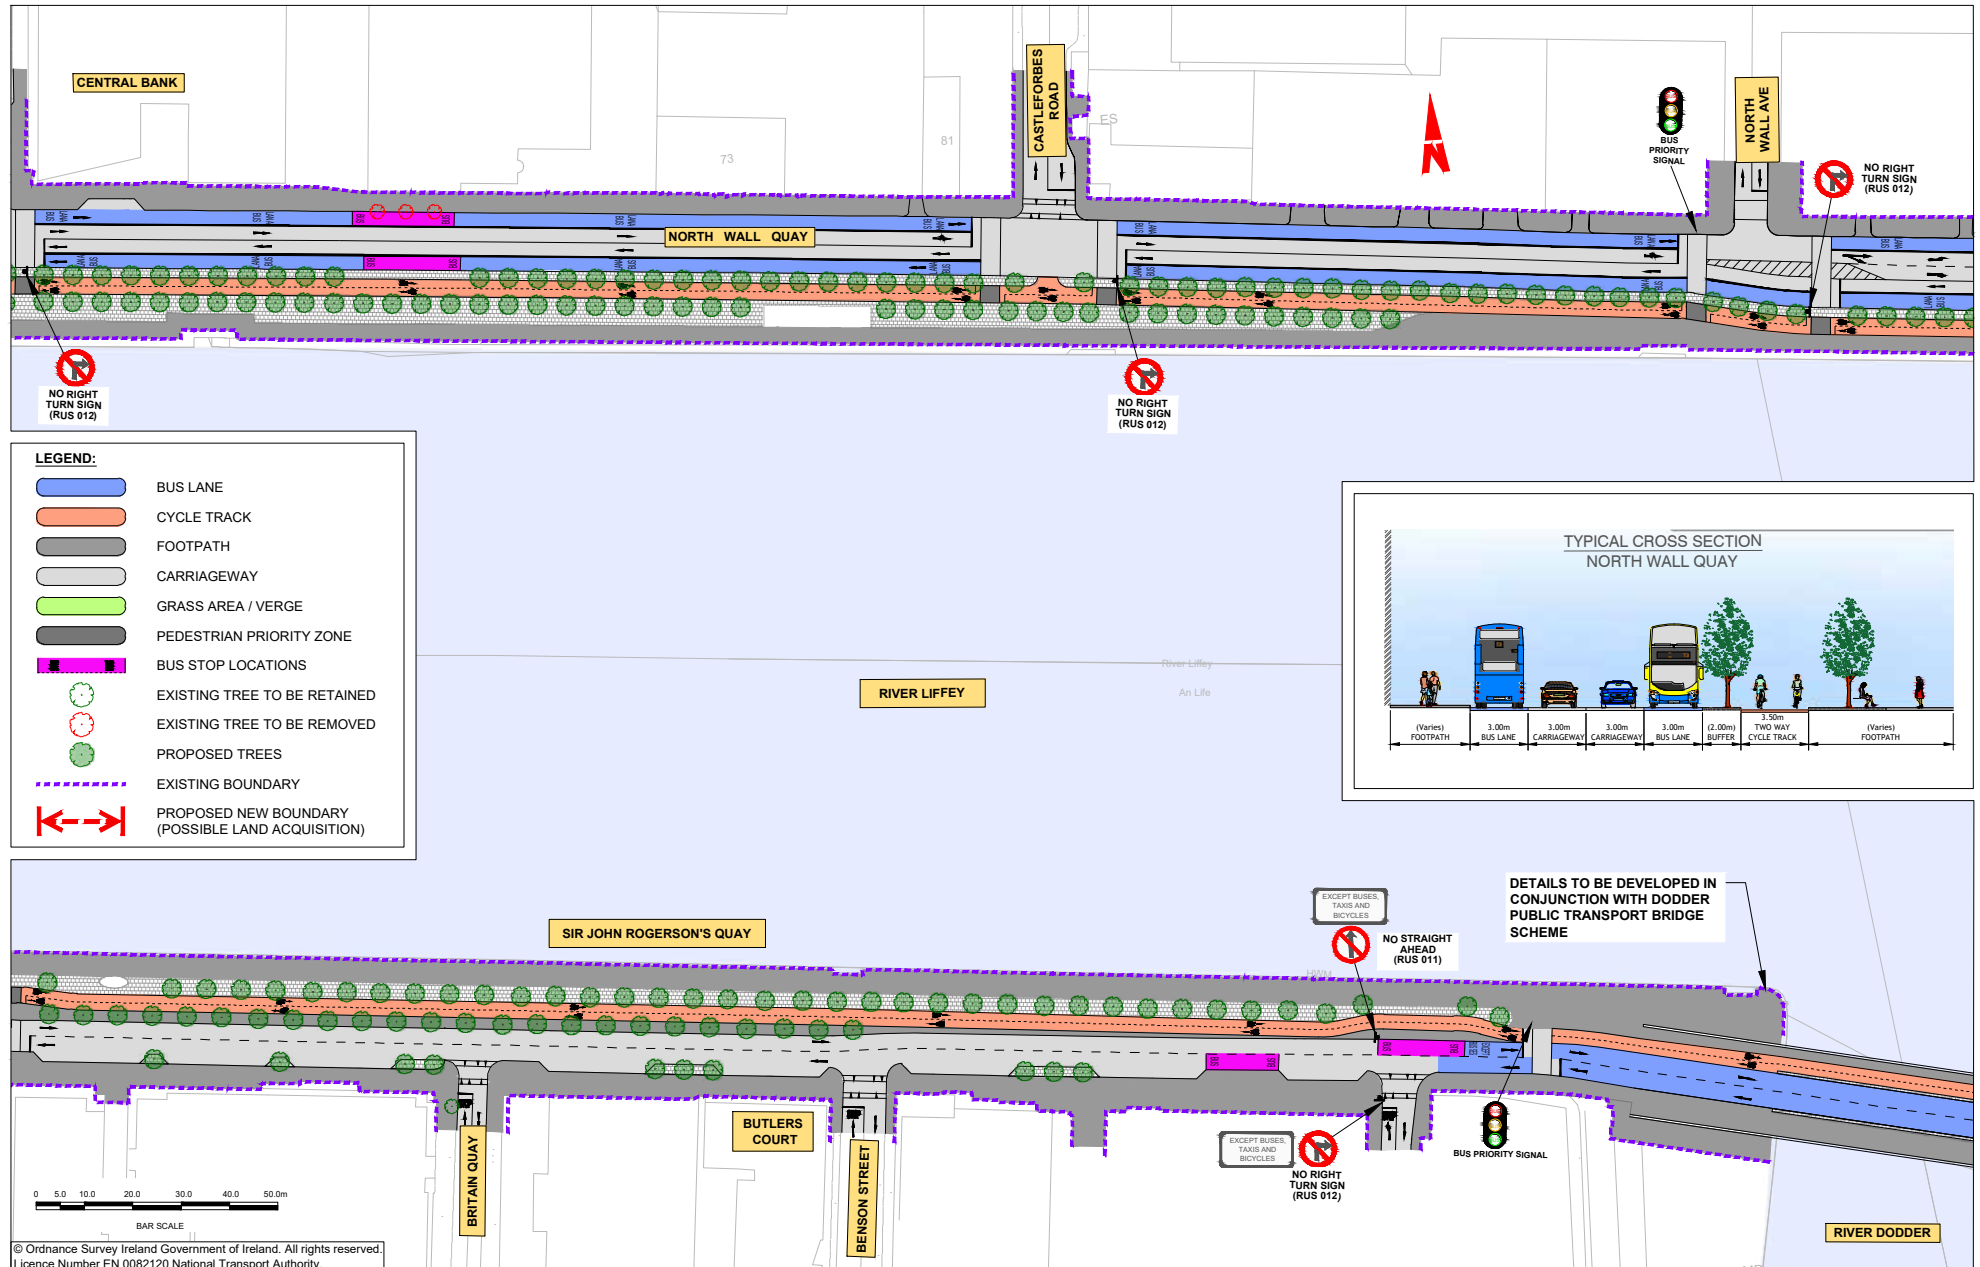 CENTRAL BANK
CASTLEFORBES
ROAD
ES
81
73
BUS
PRIORITY
SIGNAL
NORTH
WALL AVE
NO RIGHT
TURN SIGN
(RUS 012)
NORTH WALL QUAY
NO RIGHT
TURN SIGN
(RUS 012)
NO RIGHT
TURN SIGN
(RUS 012)
LEGEND:
BUS LANE
CYCLE TRACK
FOOTPATH
CARRIAGEWAY
GRASS AREA / VERGE
PEDESTRIAN PRIORITY ZONE
BUS STOP LOCATIONS
EXISTING TREE TO BE RETAINED
EXISTING TREE TO BE REMOVED
PROPOSED TREES
EXISTING BOUNDARY
PROPOSED NEW BOUNDARY
(POSSIBLE LAND ACQUISITION)
TYPICAL CROSS SECTION
NORTH WALL QUAY
(Varies)
FOOTPATH
3.00m
BUS LANE
3.00m
CARRIAGEWAY
3.00m
CARRIAGEWAY
3.00m
BUS LANE
(2.00m)
BUFFER
3.50m
TWO WAY
CYCLE TRACK
(Varies)
FOOTPATH
River Liffey
An Life
RIVER LIFFEY
SIR JOHN ROGERSON'S QUAY
EXCEPT BUSES,
TAXIS AND
BICYCLES
NO STRAIGHT
AHEAD
(RUS 011)
HWM
DETAILS TO BE DEVELOPED IN
CONJUNCTION WITH DODDER
PUBLIC TRANSPORT BRIDGE
SCHEME
BUTLERS
COURT
BRITAIN QUAY
BENSON STREET
EXCEPT BUSES,
TAXIS AND
BICYCLES
NO RIGHT
TURN SIGN
(RUS 012)
BUS PRIORITY SIGNAL
RIVER DODDER
0 5.0 10.0 20.0 30.0 40.0 50.0m
BAR SCALE
© Ordnance Survey Ireland Government of Ireland. All rights reserved.
Licence Number EN 0082120 National Transport Authority.